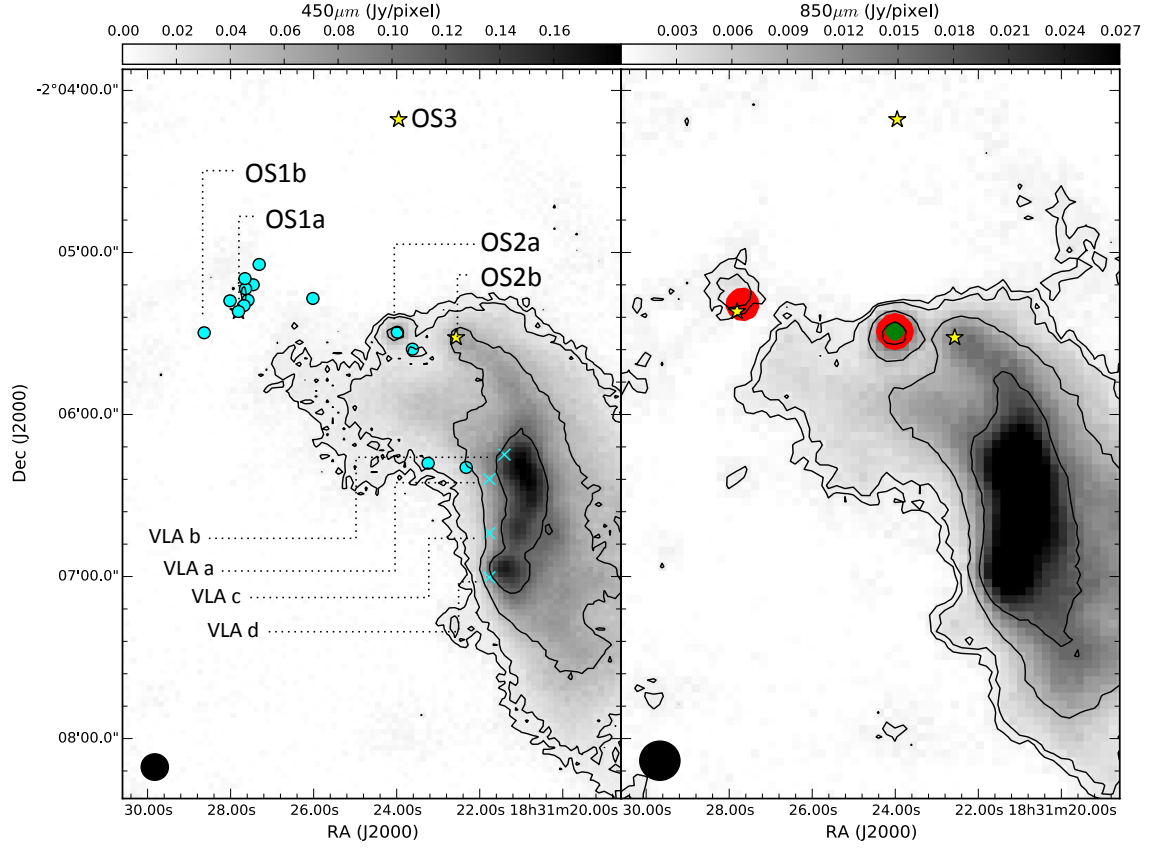 450μm (Jy/pixel)
850μm (Jy/pixel)
0.00 0.02 0.04 0.06 0.08 0.10 0.12 0.14 0.16
0.003 0.006 0.009 0.012 0.015 0.018 0.021 0.024 0.027
-2°04'00.0"
OS3
OS1b
OS1a
05'00.0"
OS2a
OS2b
06'00.0"
Dec (J2000)
VLA b
VLA a
07'00.0"
VLA c
VLA d
08'00.0"
30.00s 28.00s 26.00s 24.00s 22.00s 18h31m20.00s
30.00s 28.00s 26.00s 24.00s 22.00s 18h31m20.00s
RA (J2000)
RA (J2000)